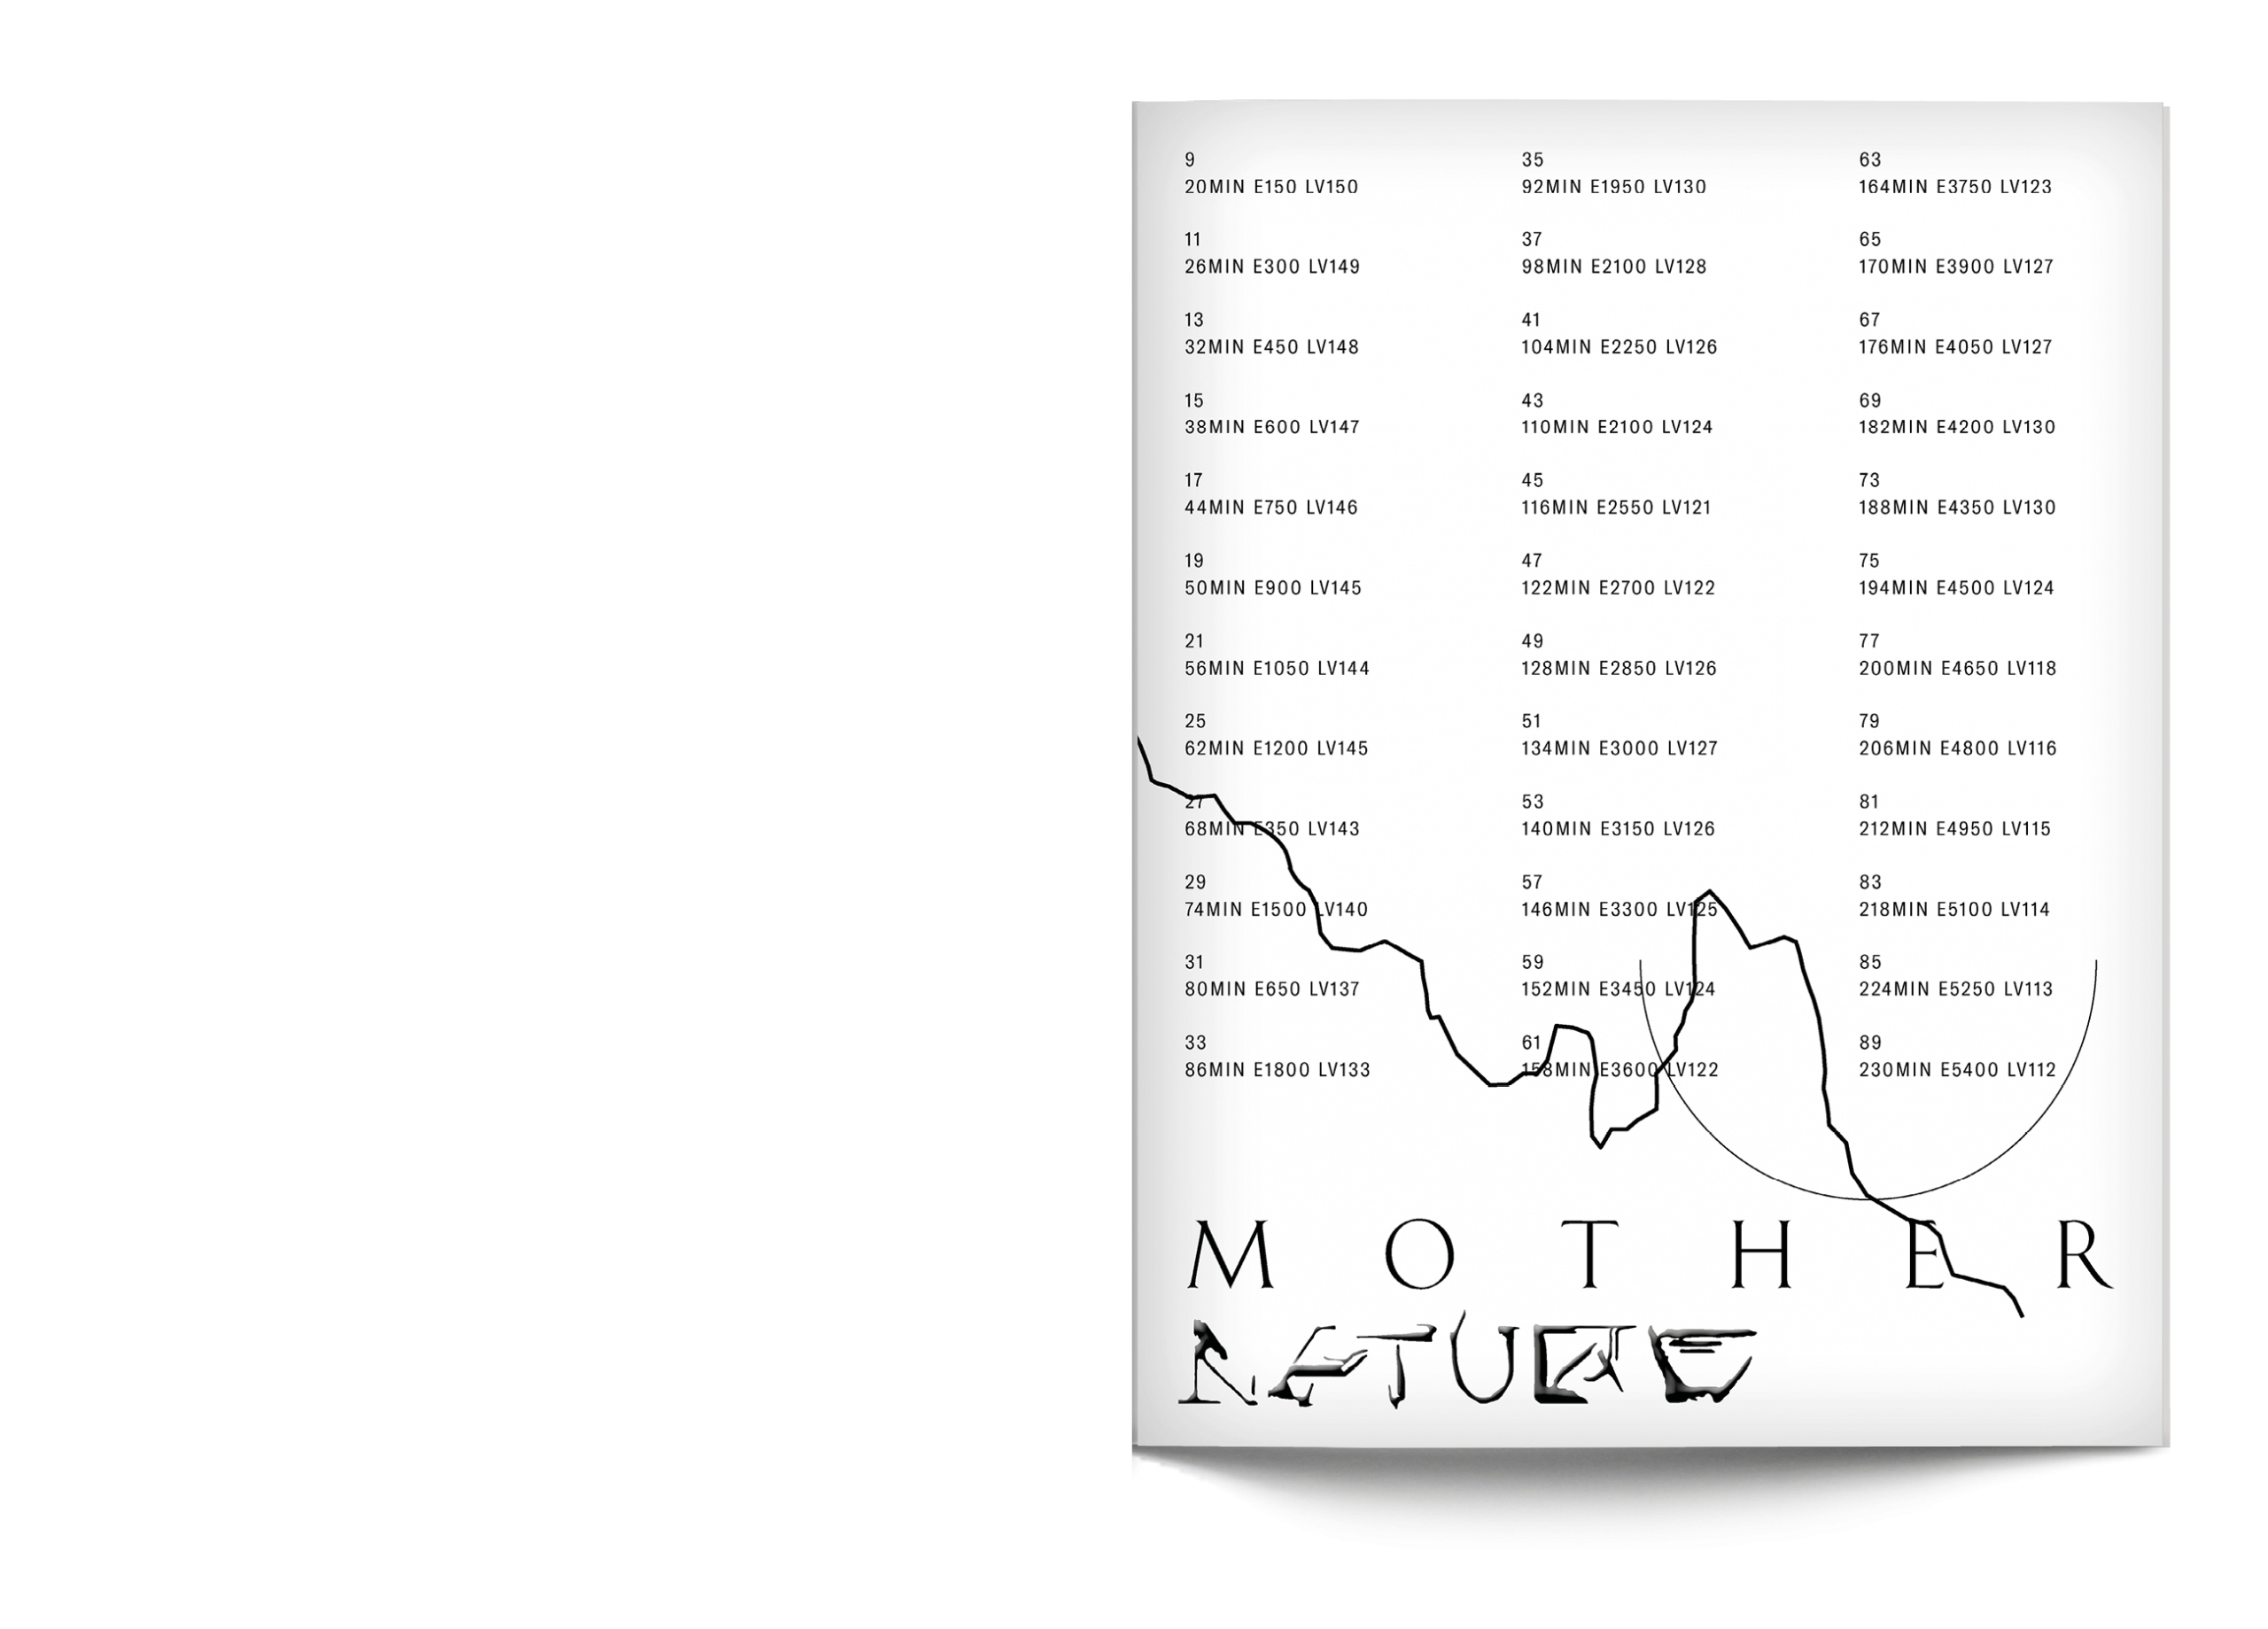 9
20MIN E150 LV150
11
26MIN E300 LV149
13
32MIN E450 LV148
15
38MIN E600 LV147
17
44MIN E750 LV146
19
50MIN E900 LV145
21
56MIN E1050 LV144
25
62MIN E1200 LV145
27
68MIN E350 LV143
29
74MIN E1500 LV140
31
80MIN E650 LV137
33
86MIN E1800 LV133
35
92MIN E1950 LV130
37
98MIN E2100 LV128
41
104MIN E2250 LV126
43
110MIN E2100 LV124
45
116MIN E2550 LV121
47
122MIN E2700 LV122
49
128MIN E2850 LV126
51
134MIN E3000 LV127
53
140MIN E3150 LV126
57
146MIN E3300 LV125
59
152MIN E3450 LV124
61
158MIN E3600 LV122
63
164MIN E3750 LV123
65
170MIN E3900 LV127
67
176MIN E4050 LV127
69
182MIN E4200 LV130
73
188MIN E4350 LV130
75
194MIN E4500 LV124
77
200MIN E4650 LV118
79
206MIN E4800 LV116
81
212MIN E4950 LV115
83
218MIN E5100 LV114
85
224MIN E5250 LV113
89
230MIN E5400 LV112
MOTHER
NATURE